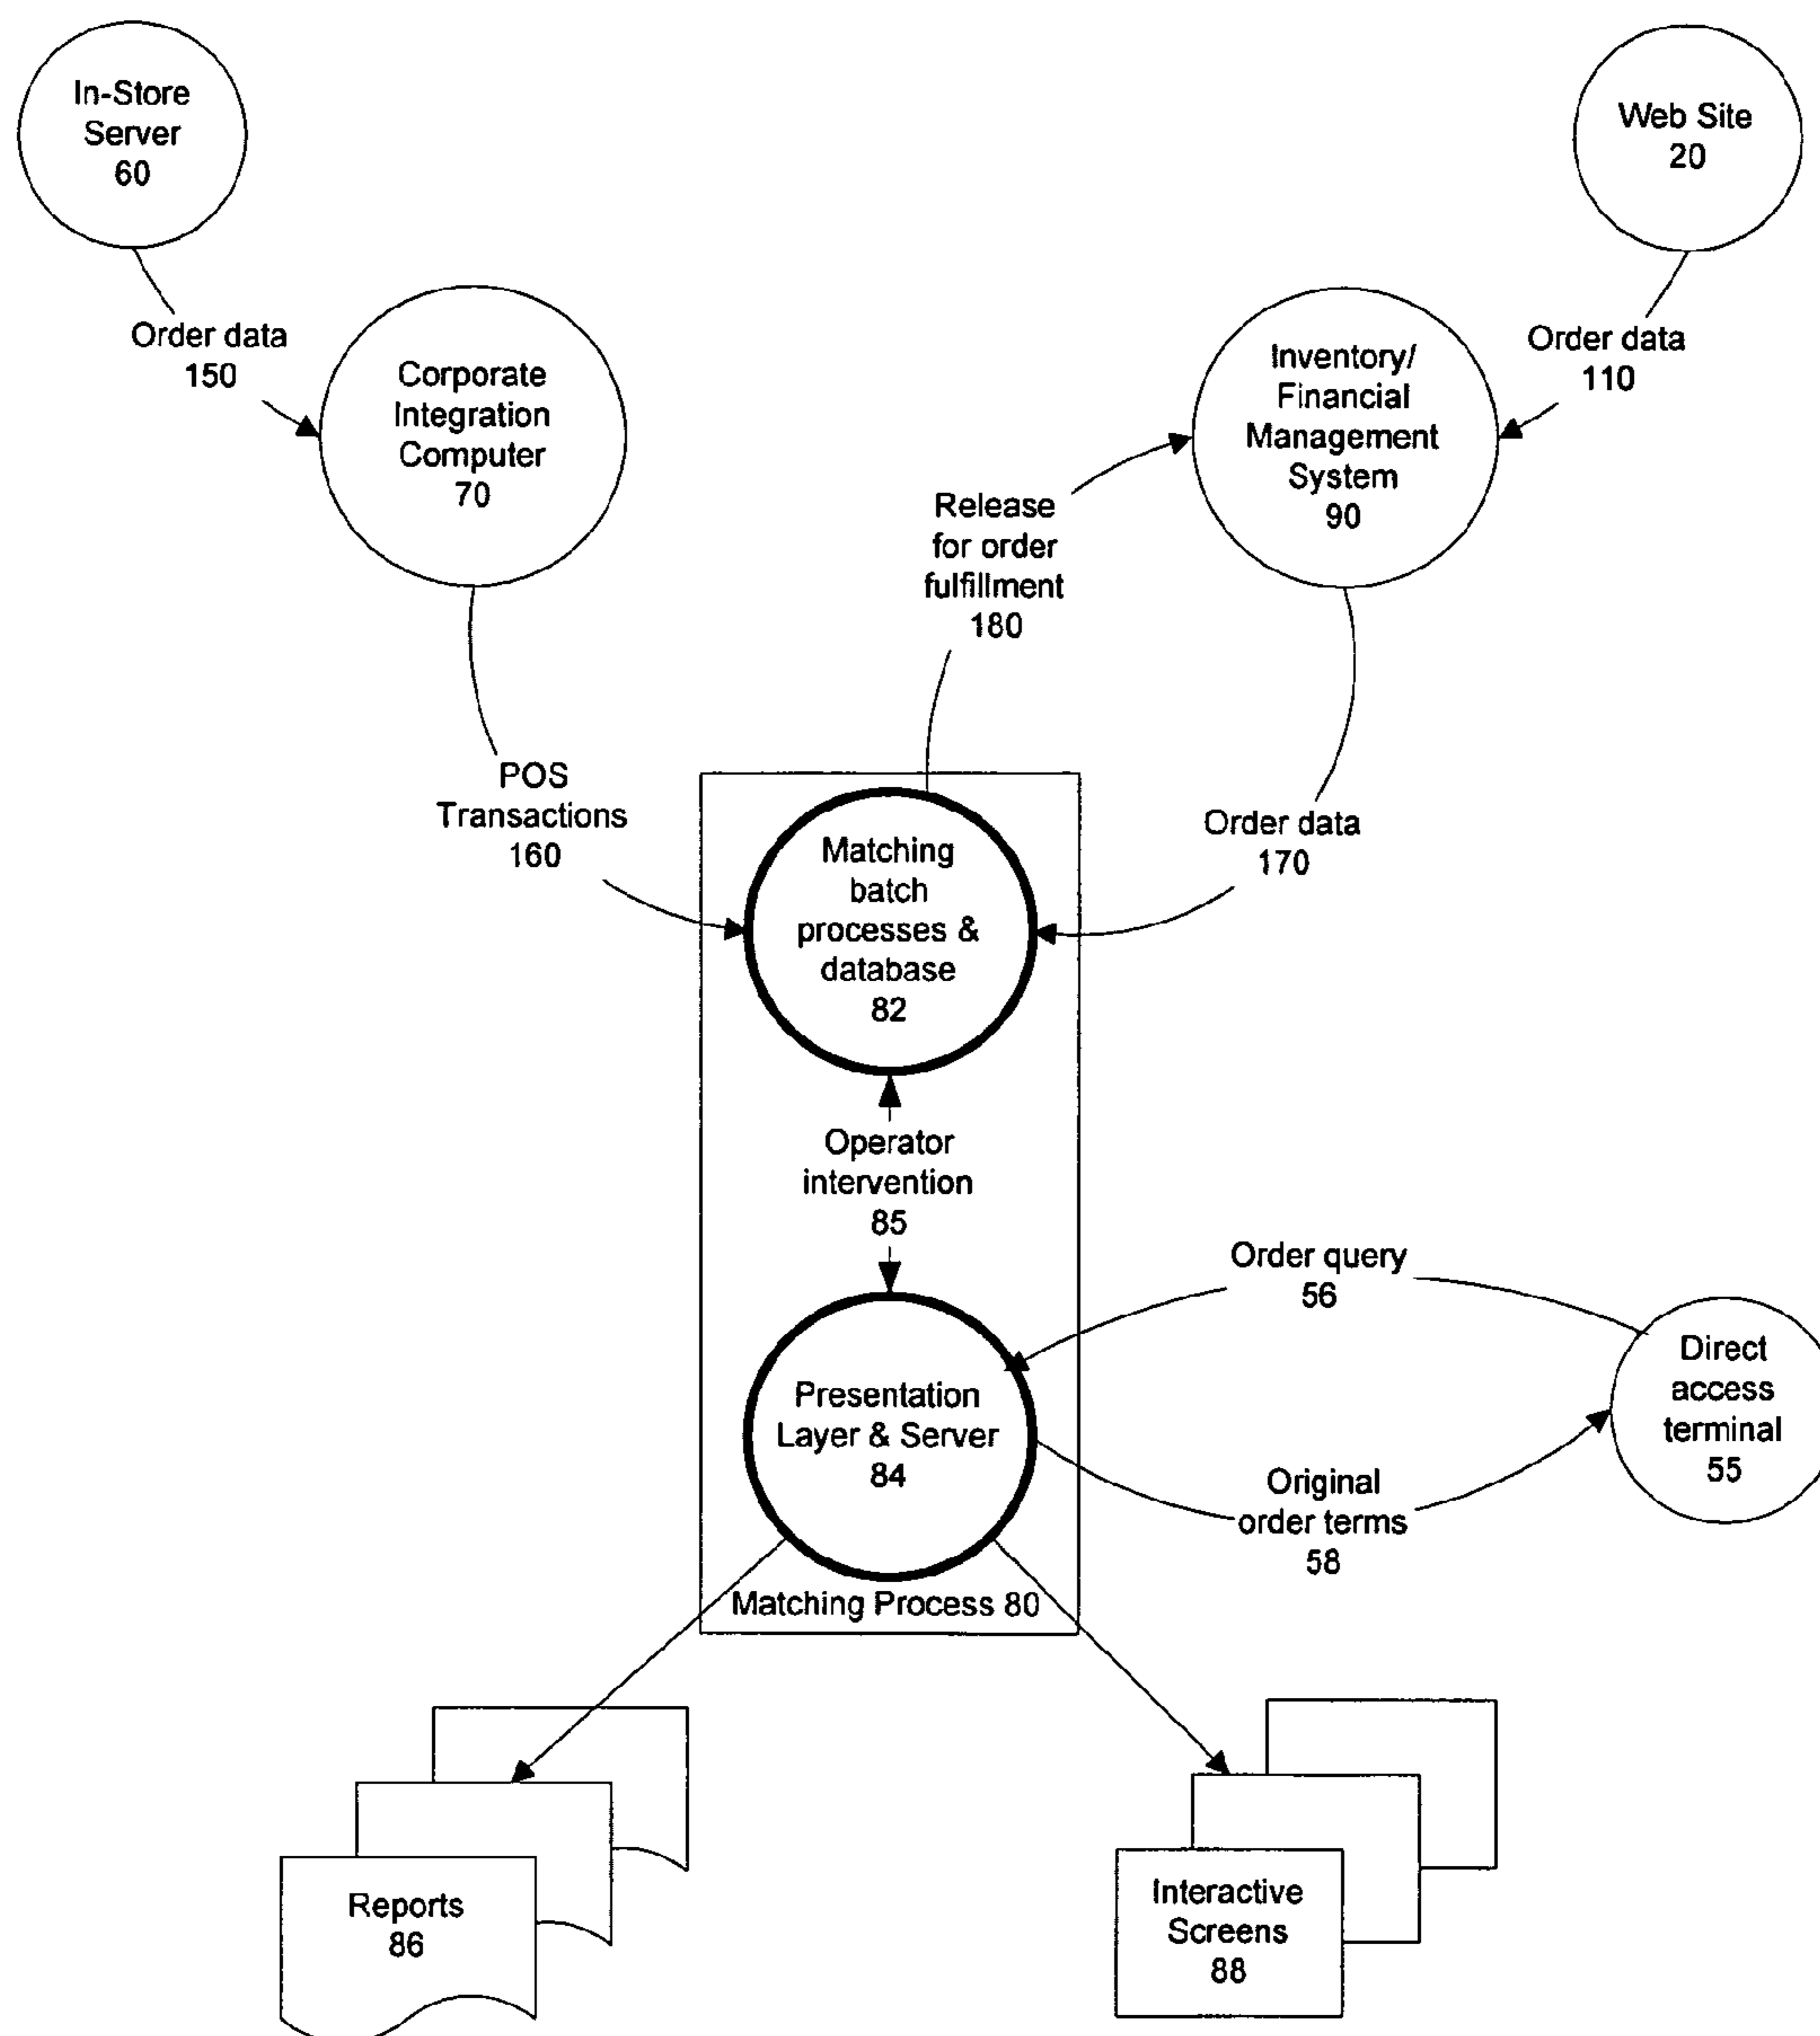 In-Store
Server
60
Web Site
20
Order data
150
Corporate
Integration
Computer
70
Inventory/
Financial
Management
System
90
Order data
110
Release
for order
fulfillment
180
POS
Transactions
160
Order data
170
Matching
batch
processes &
database
82
Operator
intervention
85
Order query
56
Direct
access
terminal
55
Presentation
Layer & Server
84
Original
order terms
58
Matching Process 80
Reports
86
Interactive
Screens
88